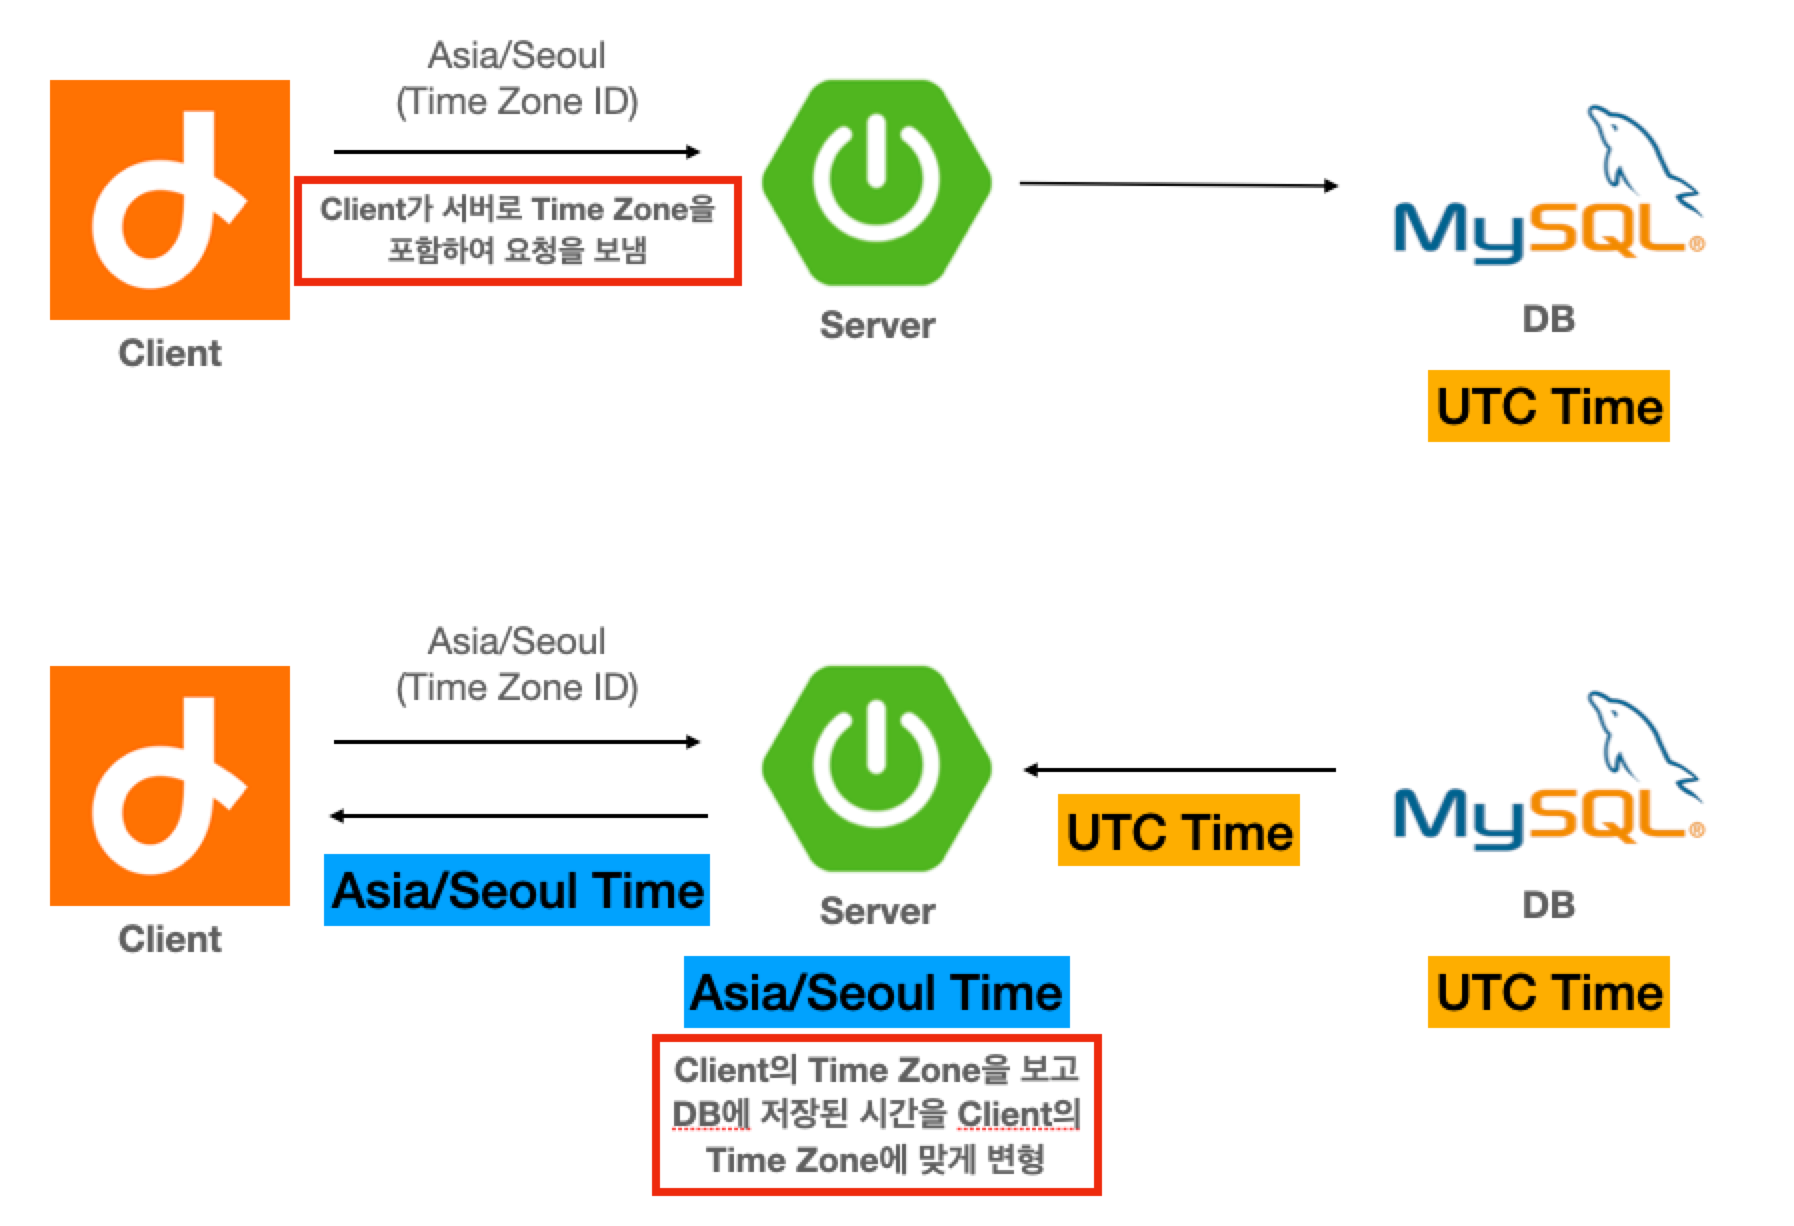 Asia/Seoul
(Time Zone ID)
Client가 서버로 Time Zone을
포함하여 요청을 보냄
Client
Server
MySQL®
DB
UTC Time
Asia/Seoul
(Time Zone ID)
Asia/Seoul Time
Client
Server
UTC Time
MySQL®
DB
UTC Time
Asia/Seoul Time
Client의 Time Zone을 보고
DB에 저장된 시간을 Client의
Time Zone에 맞게 변형